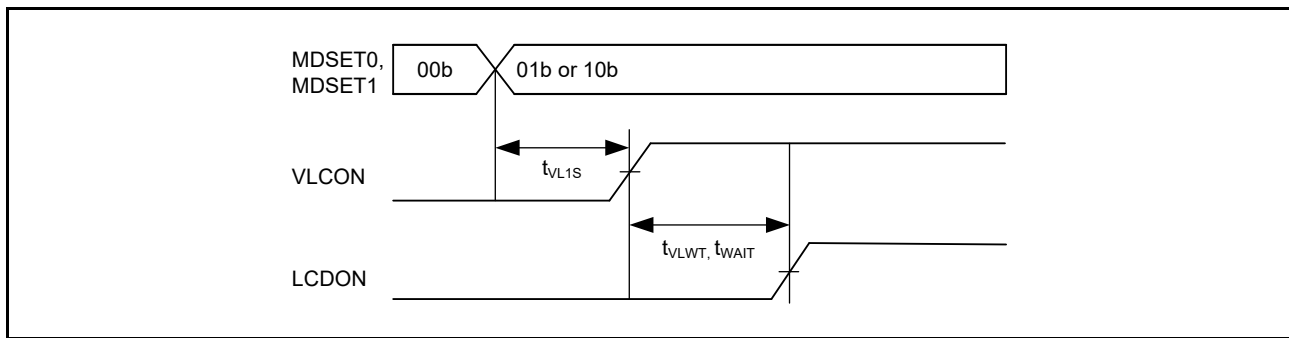 MDSET0,
MDSET1
00b
01b or 10b
tVL1S
VLCON
tVLWT, tWAIT
LCDON